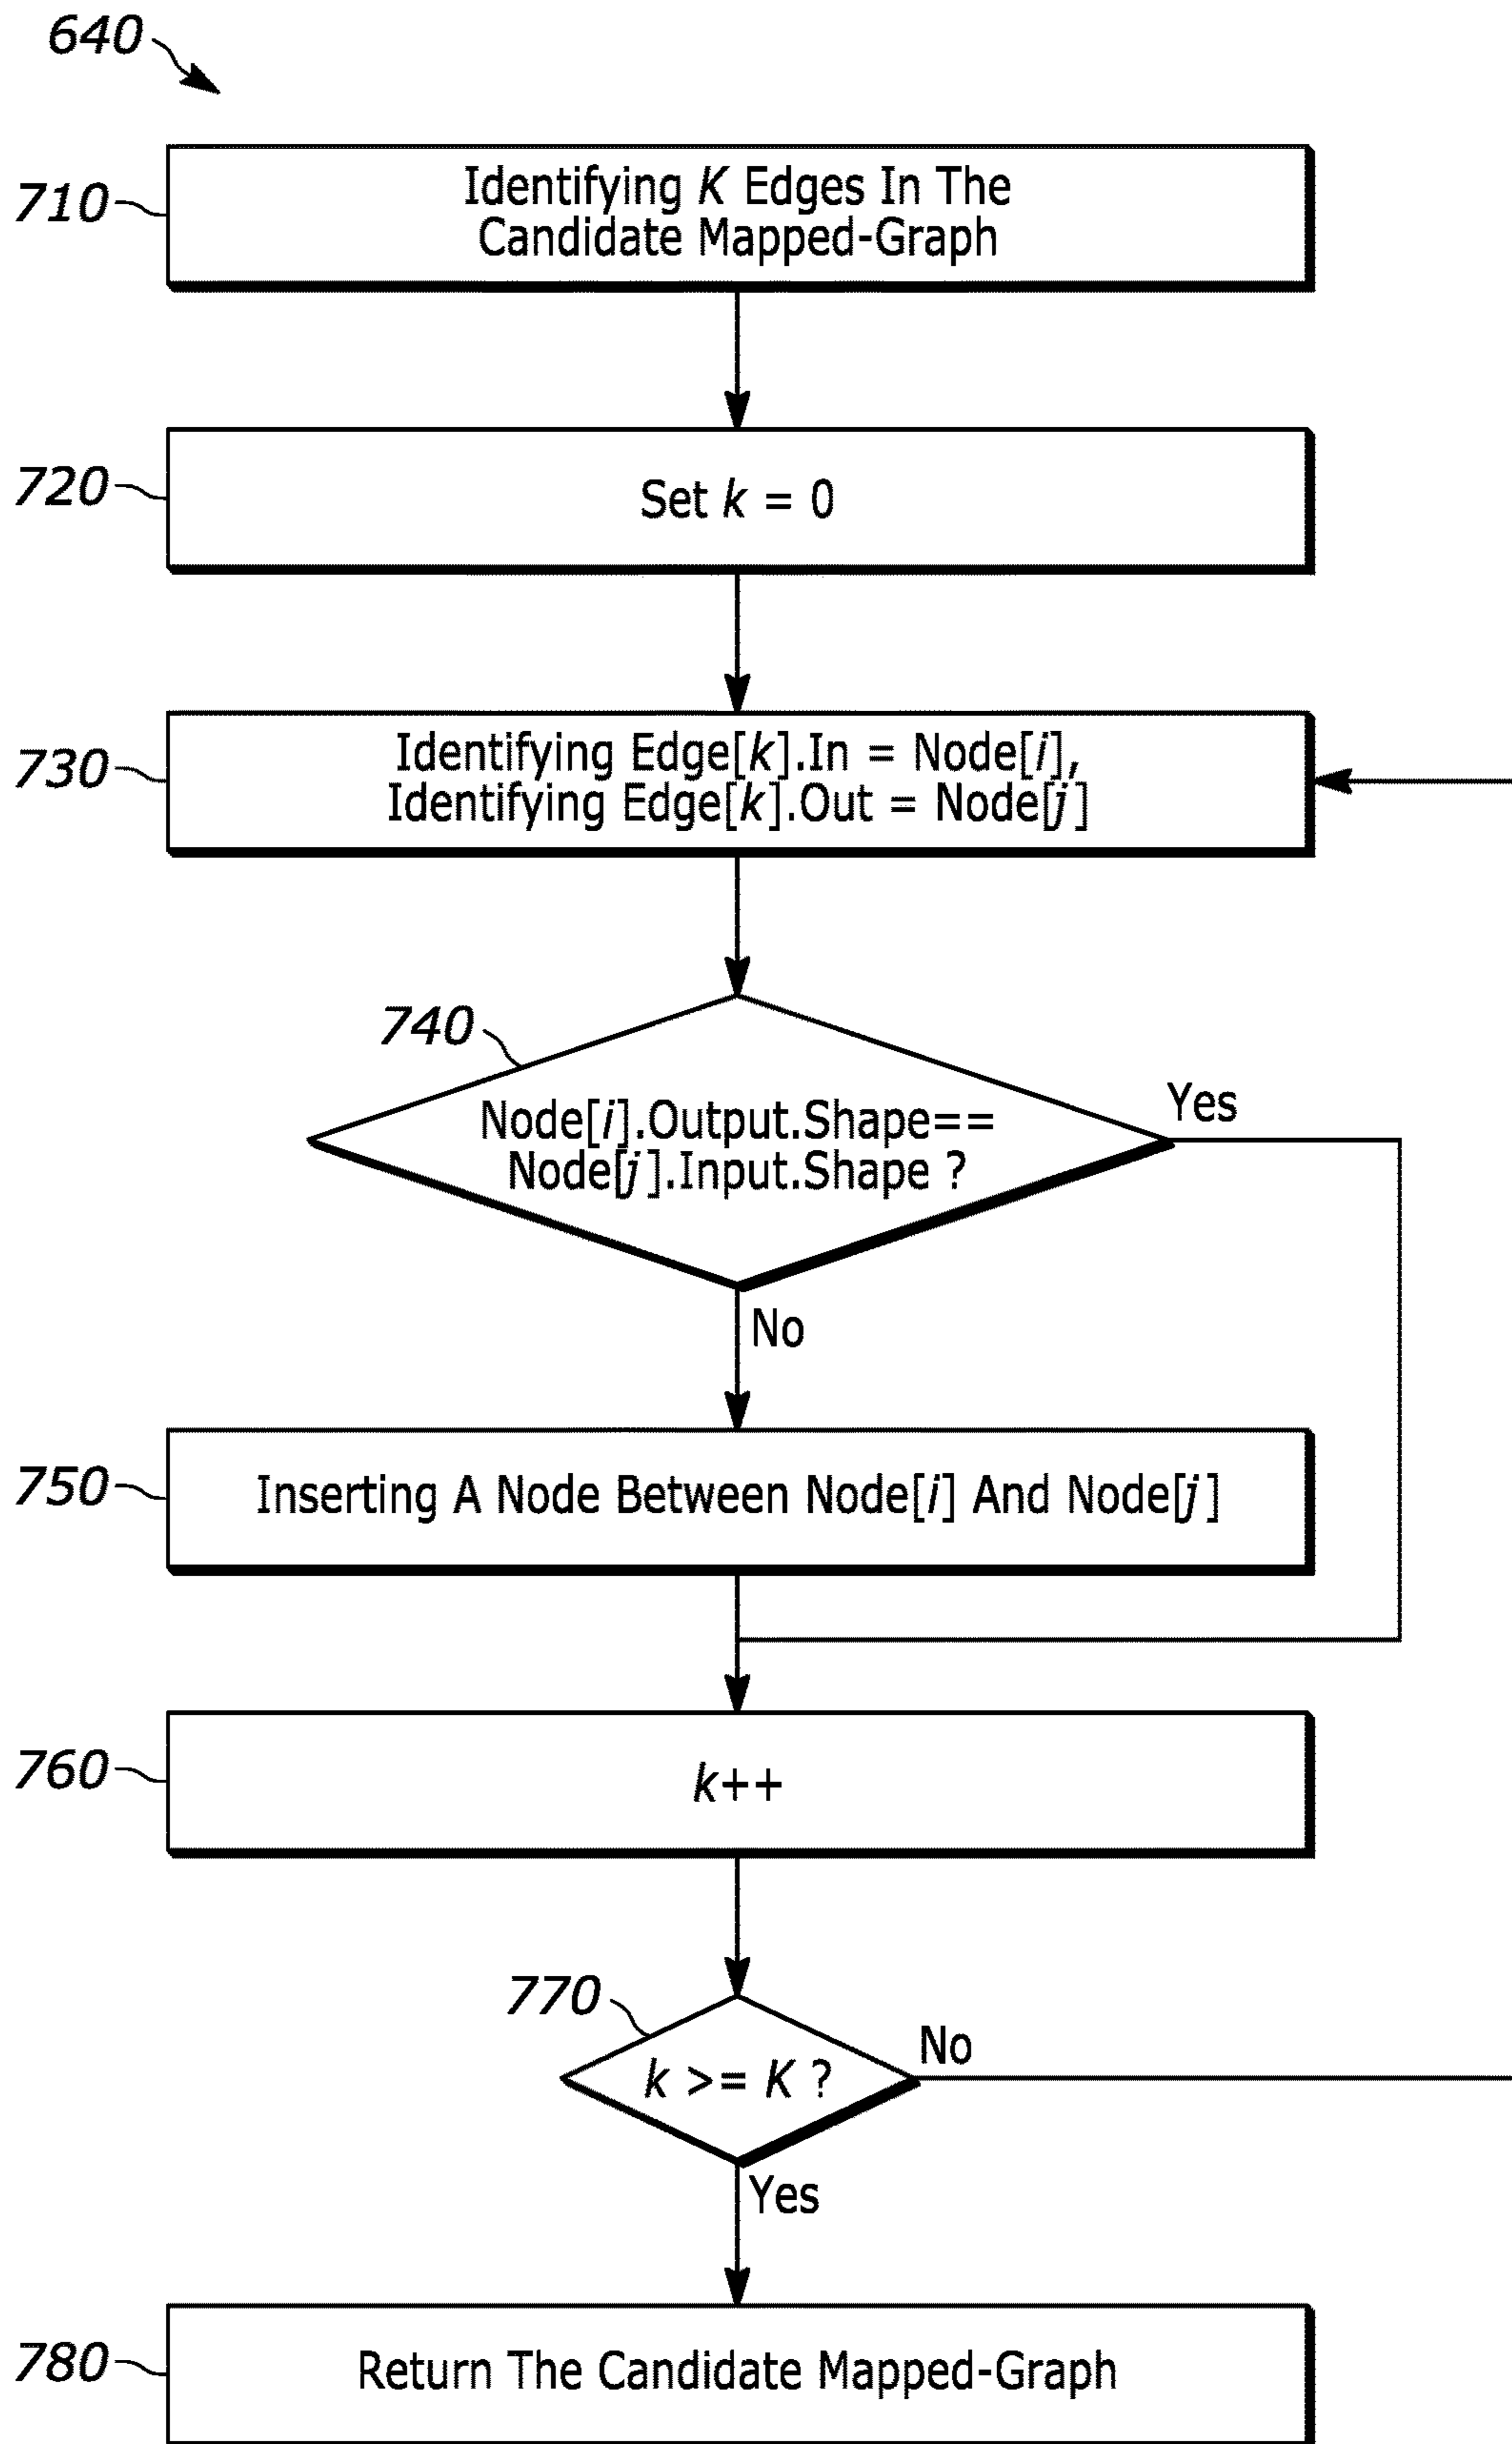 640
710
Identifying K Edges In The
Candidate Mapped-Graph
720
Set k = 0
730
Identifying Edge[k].In = Node[i],
Identifying Edge[k].Out = Node[j]
740
Node[i].Output.Shape==
Node[j].Input.Shape ?
Yes
No
750
Inserting A Node Between Node[i] And Node[j]
760
k++
770
k >= K ?
No
Yes
780
Return The Candidate Mapped-Graph